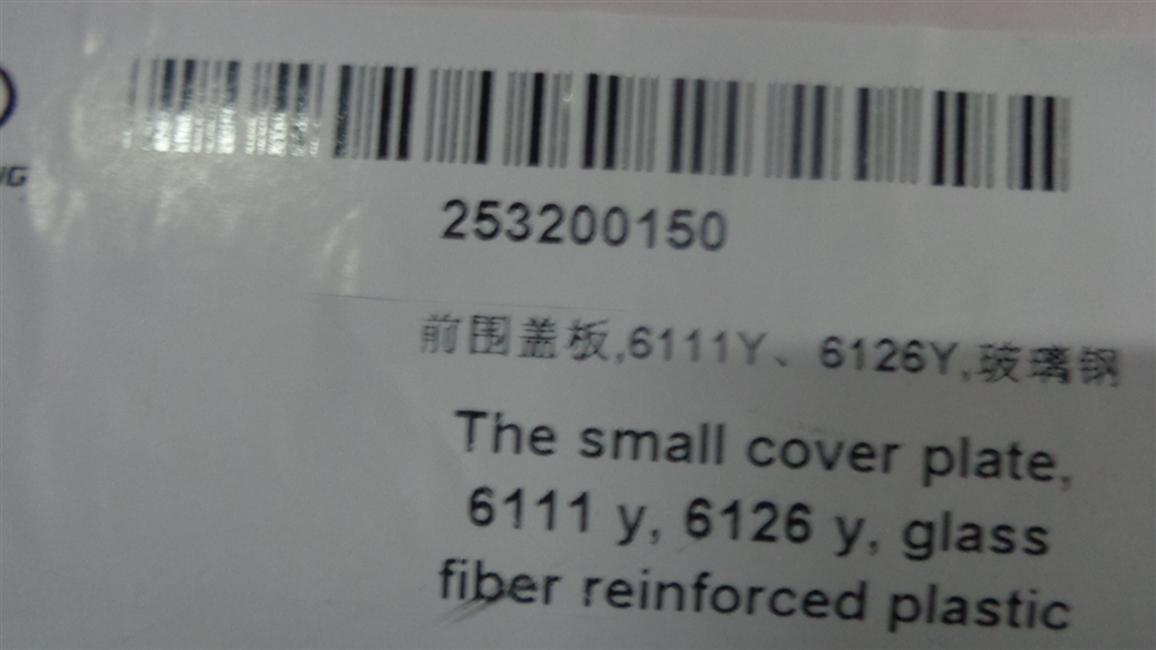 NG
253200150
前围盖板,6111Y、6126Y,玻璃钢
The small cover plate,
6111 y, 6126 y, glass
fiber reinforced plastic